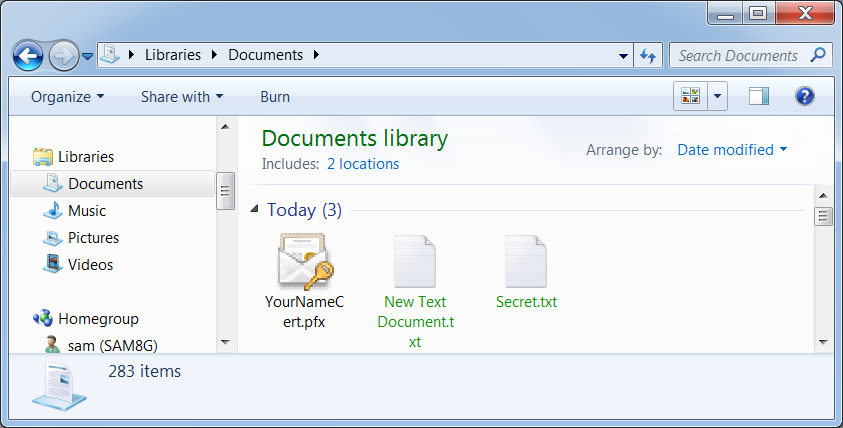 Libraries Documents
Search Documents
Organize Share with Burn
Libraries
Documents
Music
Pictures
Videos
Homegroup
sam (SAM8G)
Documents library
Includes: 2 locations
Arrange by: Date modified
Today (3)
YourNameC
ert.pfx
New Text
Document.t
xt
Secret.txt
283 items